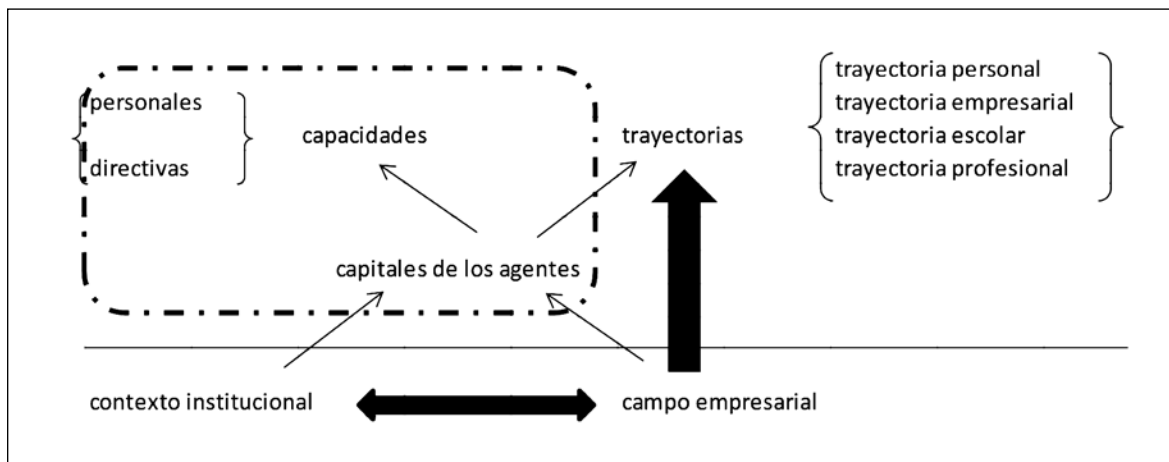 personales
directivas
capacidades
trayectorias
trayectoria personal
trayectoria empresarial
trayectoria escolar
trayectoria profesional
capitales de los agentes
contexto institucional
campo empresarial